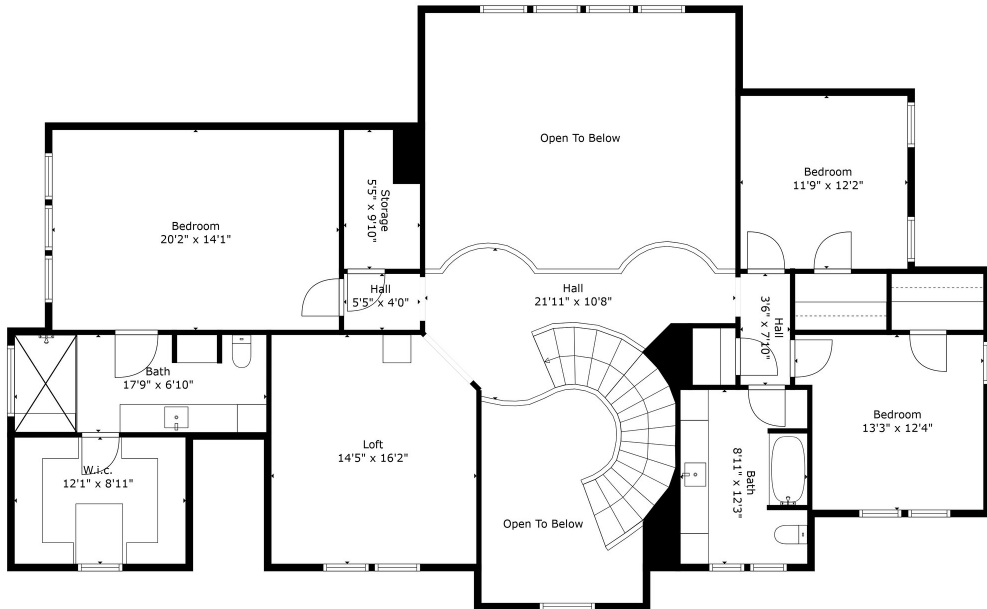 Open To Below
Bedroom
11'9" x 12'2"
Storage
5'5" x 9'10"
Bedroom
20'2" x 14'1"
Hall
5'5" x 4'0"
Hall
21'11" x 10'8"
Hall
3'6" x 7'10"
Bath
17'9" x 6'10"
Loft
14'5" x 16'2"
Bedroom
13'3" x 12'4"
W.i.c.
12'1" x 8'11"
Bath
8'11" x 12'3"
Open To Below